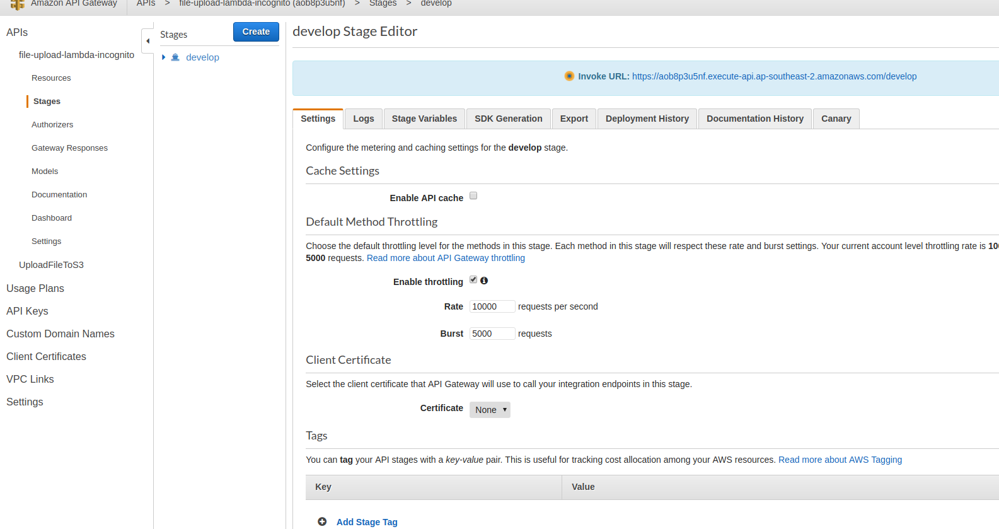 Amazon API Gateway APIs > file-upload-lambda-incognito (aob8p3u5nf) > Stages > develop
APIs
file-upload-lambda-incognito
Resources
Stages
Authorizers
Gateway Responses
Models
Documentation
Dashboard
Settings
UploadFileToS3
Usage Plans
API Keys
Custom Domain Names
Client Certificates
VPC Links
Settings
Stages
Create
develop
develop Stage Editor
Invoke URL: https://aob8p3u5nf.execute-api.ap-southeast-2.amazonaws.com/develop
Settings Logs Stage Variables SDK Generation Export Deployment History Documentation History Canary
Configure the metering and caching settings for the develop stage.
Cache Settings
Enable API cache
Default Method Throttling
Choose the default throttling level for the methods in this stage. Each method in this stage will respect these rate and burst settings. Your current account level throttling rate is
5000 requests. Read more about API Gateway throttling
Enable throttling
Rate 10000 requests per second
Burst 5000 requests
Client Certificate
Select the client certificate that API Gateway will use to call your integration endpoints in this stage.
Certificate None
Tags
You can tag your API stages with a key-value pair. This is useful for tracking cost allocation among your AWS resources. Read more about AWS Tagging
Key Value
Add Stage Tag